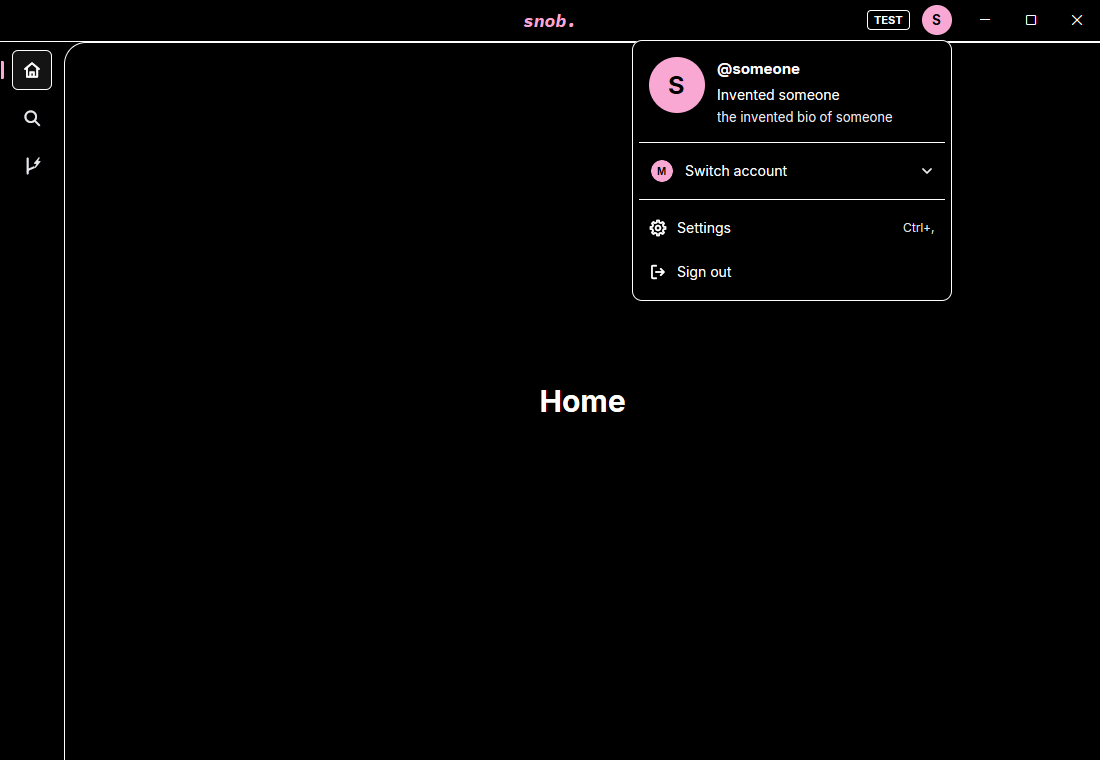 snob.
TEST
S
S
@someone
Invented someone
the invented bio of someone
M
Switch account
Settings
Ctrl+,
Sign out
Home